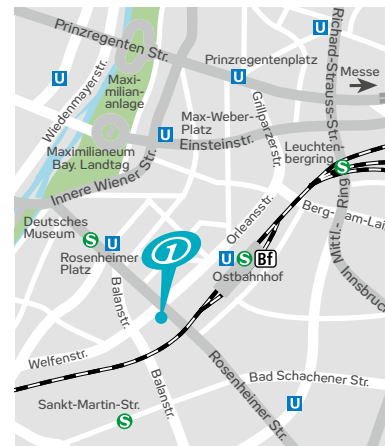 U
Prinzregenten Str.
Richard-Strauss-Str.
Prinzregentenplatz
U
U
Wiedenmayerstr.
Maxi-
milian-
anlage
Messe
Grillparzerstr.
Max-Weber-
Platz
U
Einsteinstr.
Maximilianeum
Bay. Landtag
Leuchten-
bergring
S
Innere Wiener Str.
Mittl.- Ring
Berg-am-Lai
Orleansstr.
Deutsches
Museum
S
U
Rosenheimer
Platz
U
S
Bf
Ostbahnhof
Innsbruc
Balanstr.
Welfenstr.
Rosenheimer Str.
Balanstr.
Bad Schachener Str.
Sankt-Martin-Str.
S
U